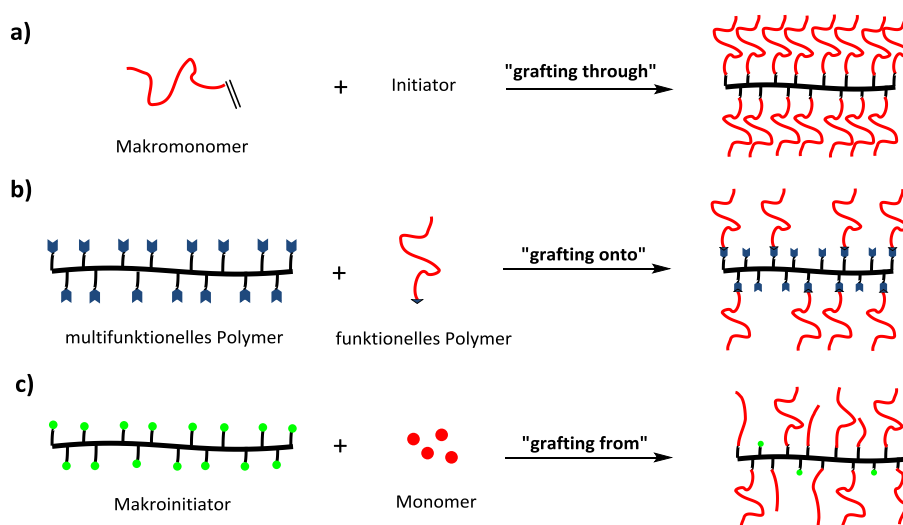 a)
"grafting through"
+
Initiator
Makromonomer
b)
"grafting onto"
+
multifunktionelles Polymer
funktionelles Polymer
c)
"grafting from"
+
Makroinitiator
Monomer